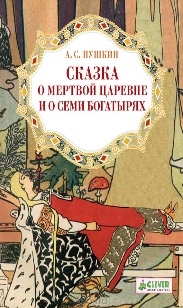 А. С. ПУШКИН
СКАЗКА
О МЕРТВОЙ ЦАРЕВНЕ
И О СЕМИ БОГАТЫРЯХ
CLEVER